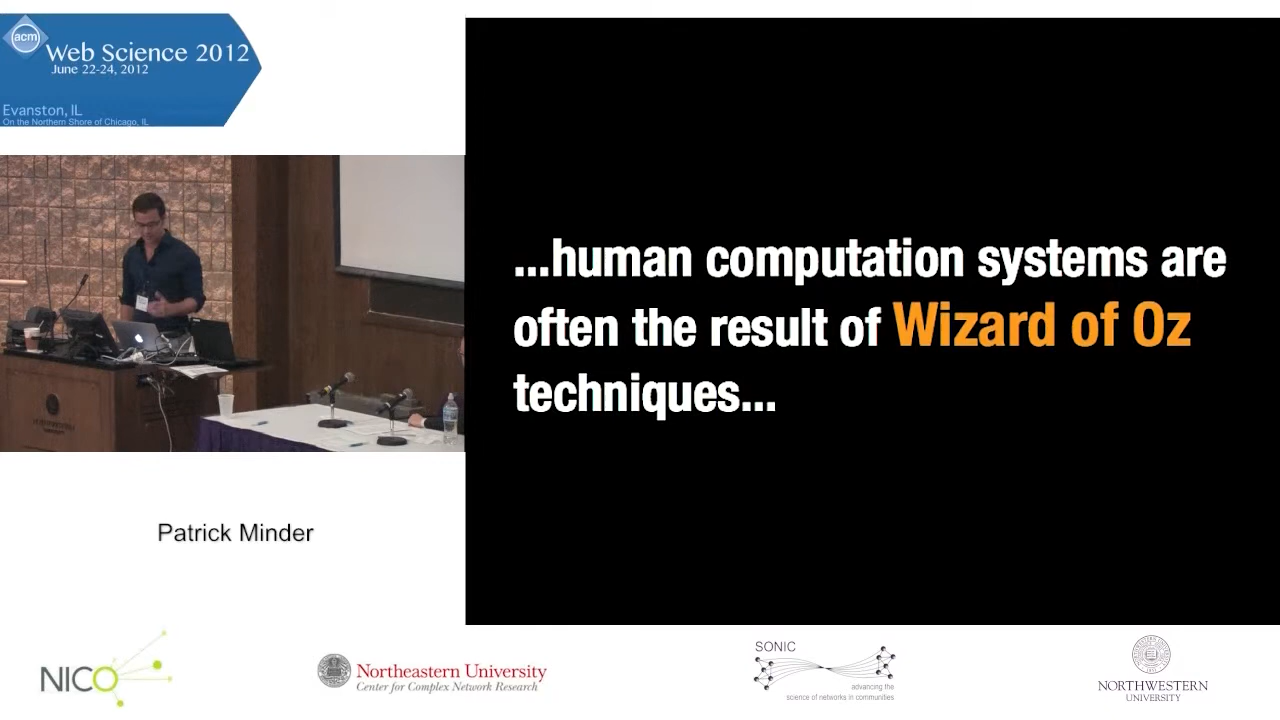 acm
Web Science 2012
June 22-24, 2012
Evanston, IL
On the Northern Shore of Chicago, IL
...human computation systems are
often the result of Wizard of Oz
techniques...
Patrick Minder
NICO
Northeastern University
Center for Complex Network Research
SONIC
advancing the
science of networks in communities
NORTHWESTERN
UNIVERSITY